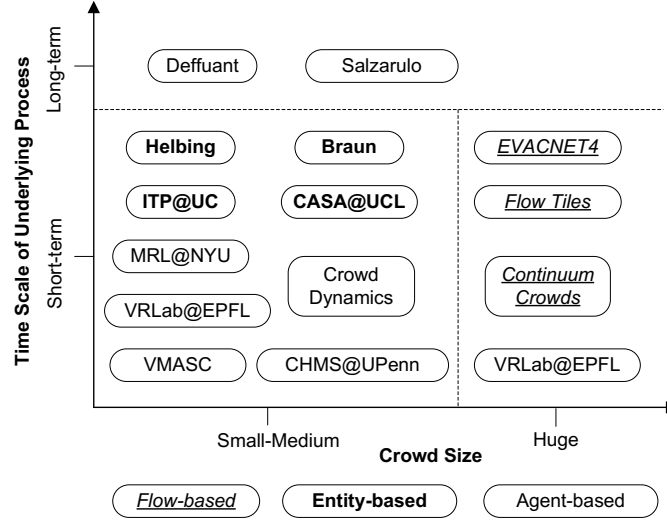 Time Scale of Underlying Process
Long-term
Short-term
Deffuant
Salzarulo
Helbing
Braun
EVACNET4
ITP@UC
CASA@UCL
Flow Tiles
MRL@NYU
Crowd
Dynamics
Continuum
Crowds
VRLab@EPFL
VMASC
CHMS@UPenn
VRLab@EPFL
Small-Medium
Huge
Crowd Size
Flow-based
Entity-based
Agent-based